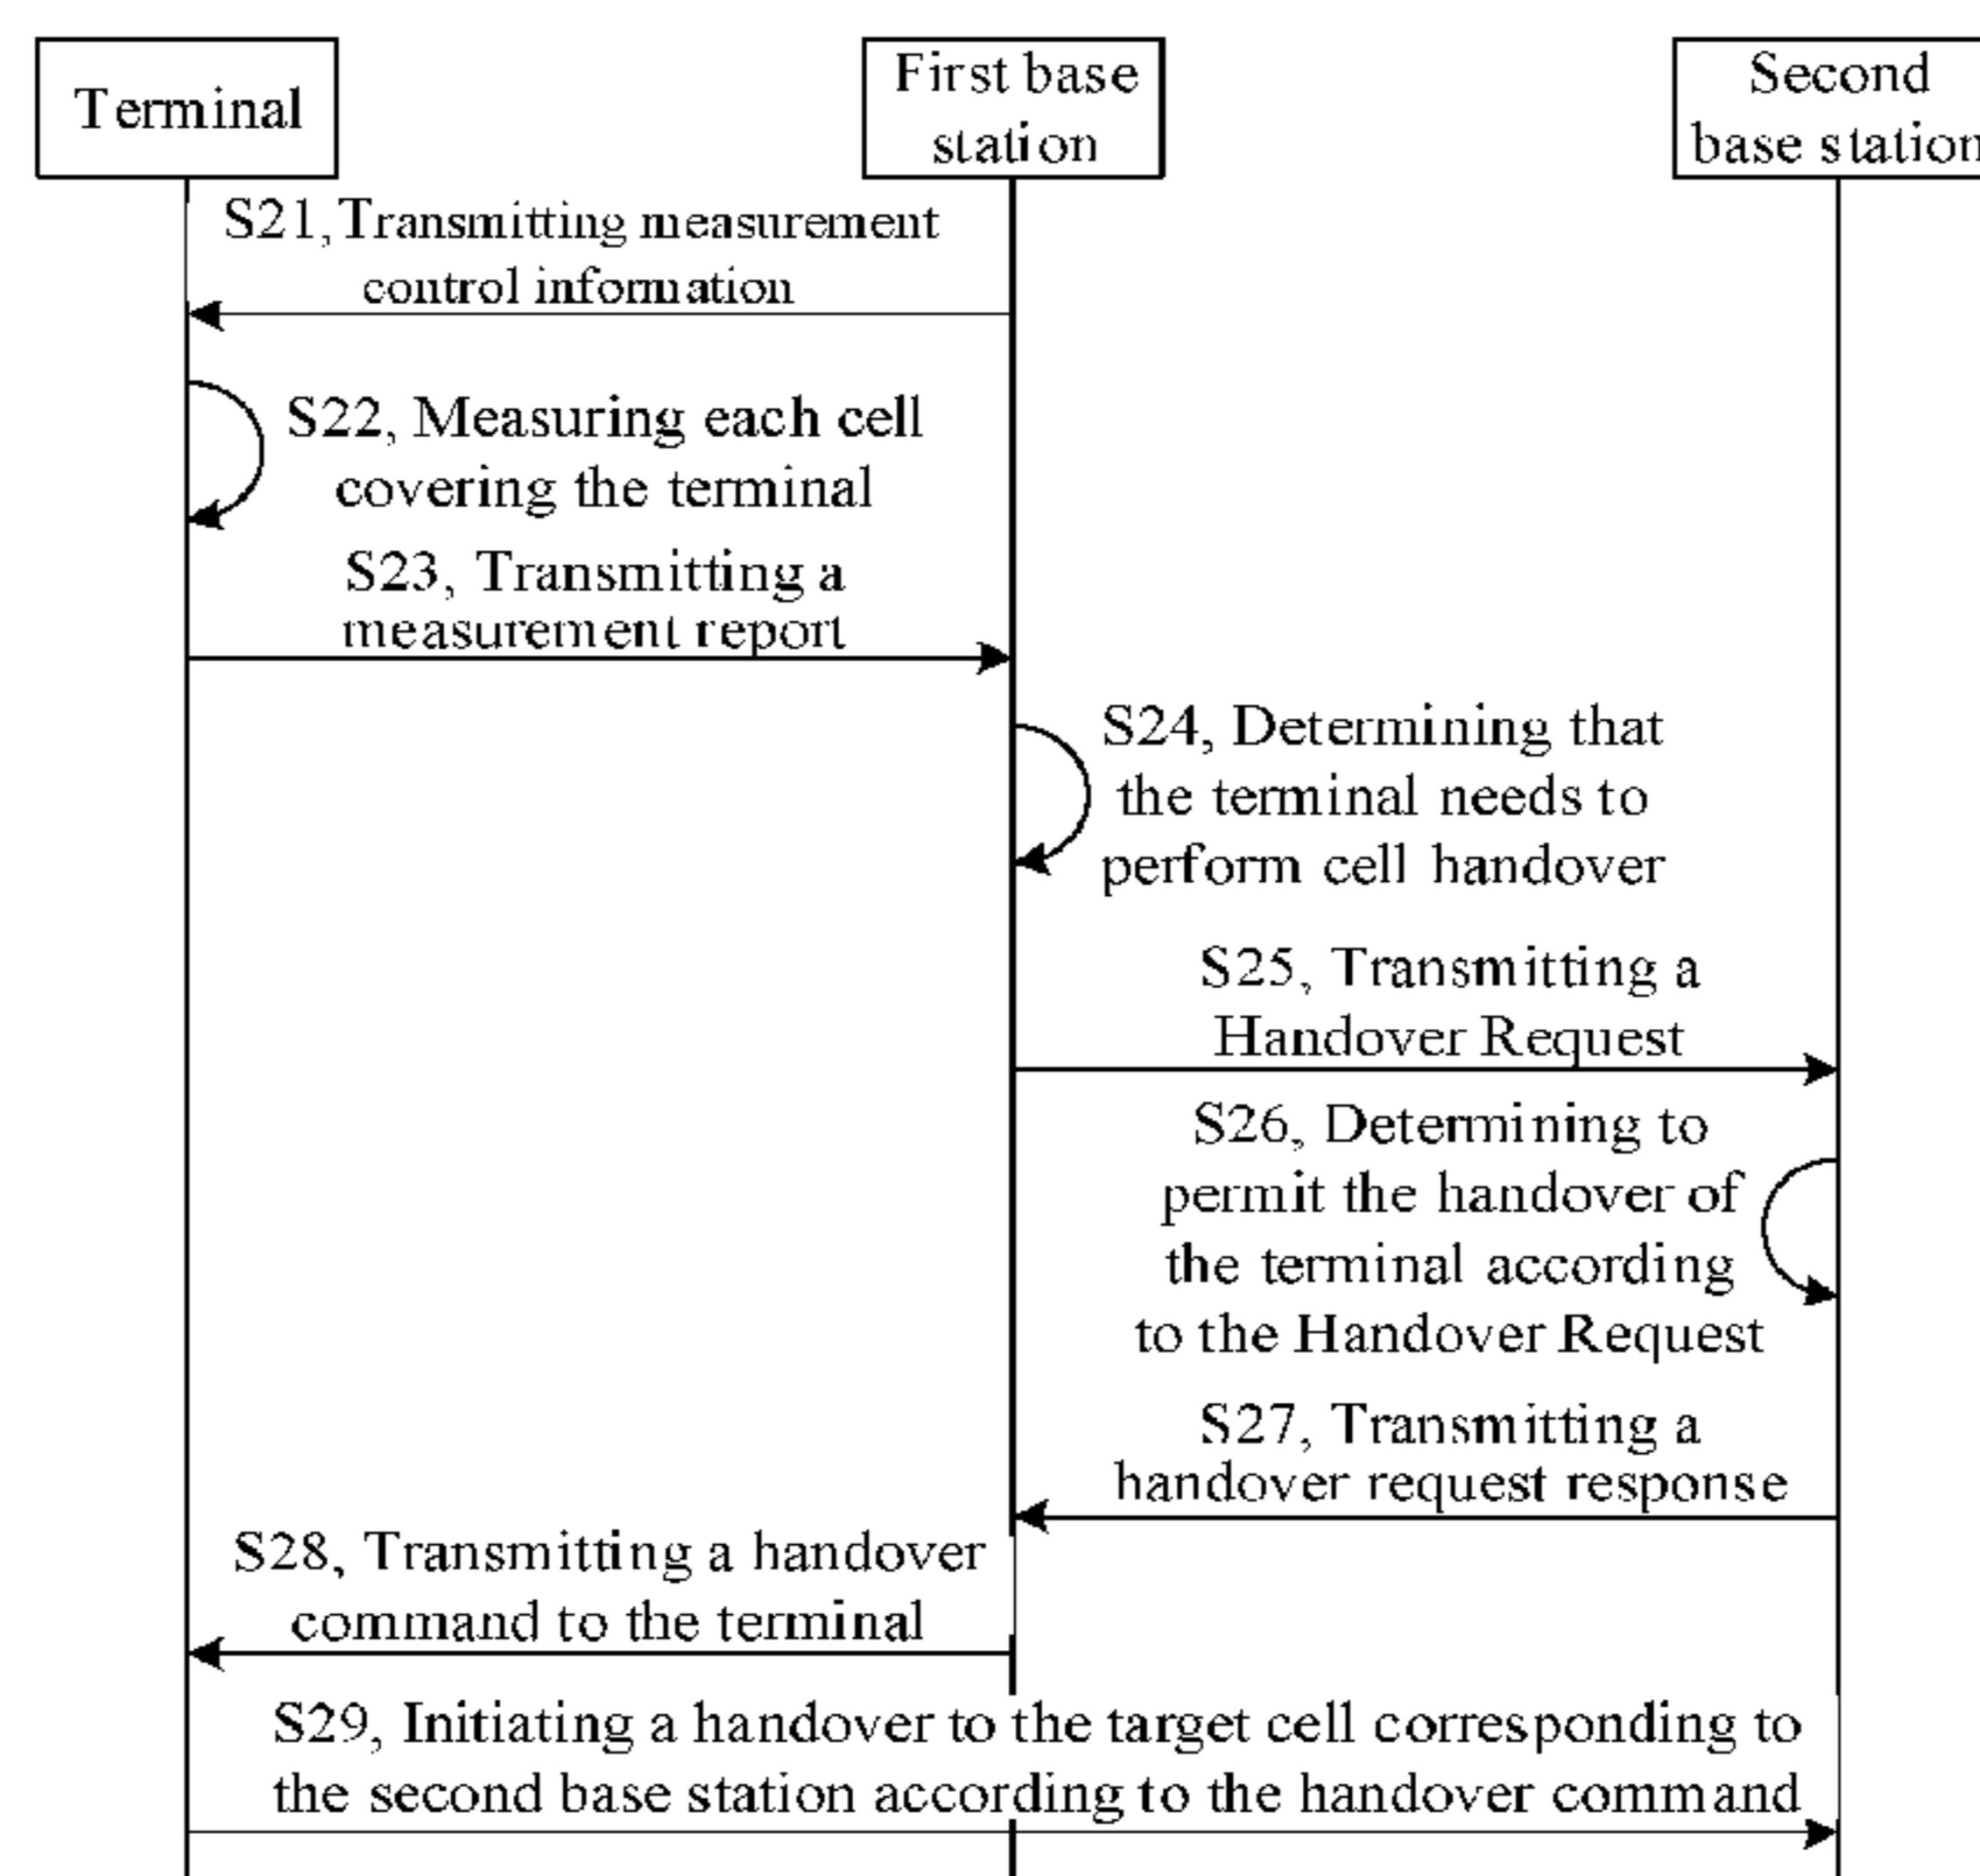 Terminal
First base
station
Second
base station
S21, Transmitting measurement
control information
S22, Measuring each cell
covering the terminal
S23, Transmitting a
measurement report
S24, Determining that
the terminal needs to
perform cell handover
S25, Transmitting a
Handover Request
S26, Determining to
permit the handover of
the terminal according
to the Handover Request
S27, Transmitting a
handover request response
S28, Transmitting a handover
command to the terminal
S29, Initiating a handover to the target cell corresponding to
the second base station according to the handover command